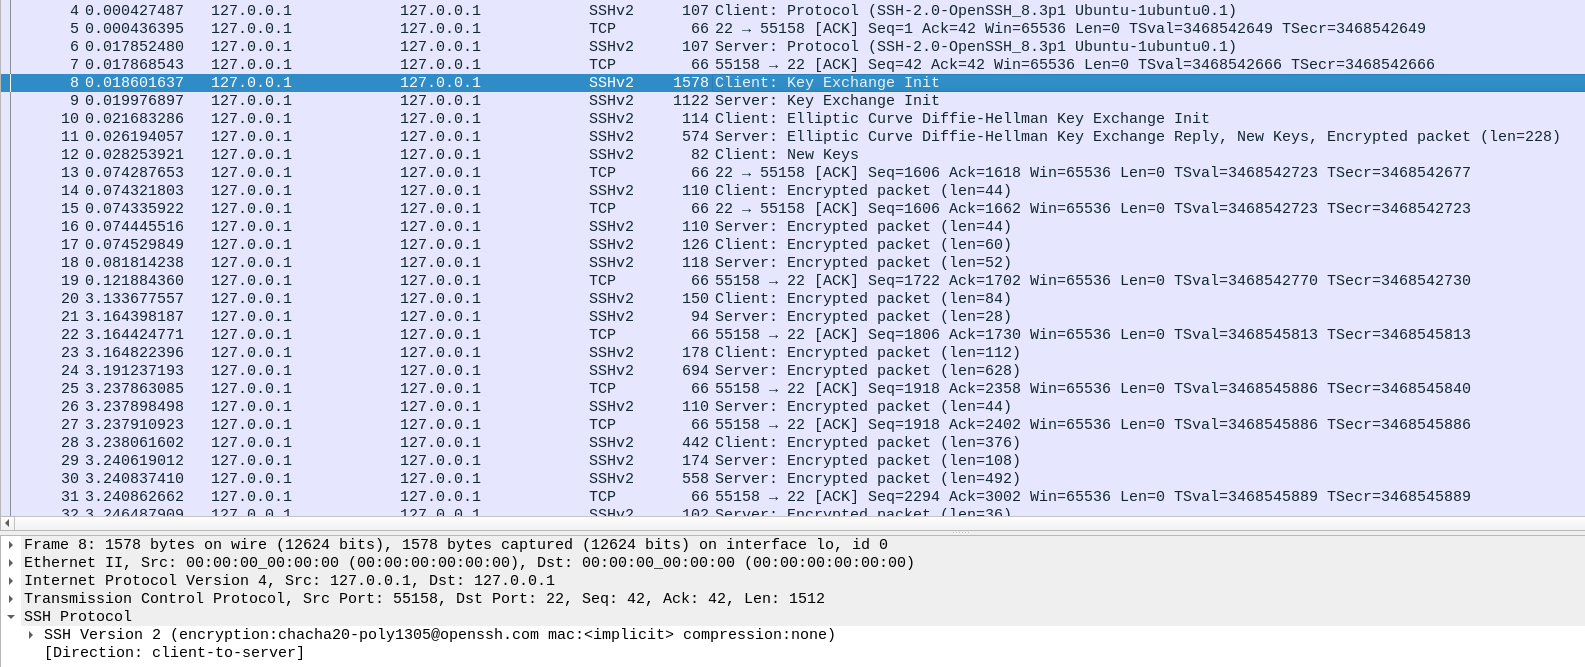 4 0.000427487 127.0.0.1 127.0.0.1 SSHv2 107 Client: Protocol (SSH-2.0-OpenSSH_8.3p1 Ubuntu-1ubuntu0.1)
5 0.000436395 127.0.0.1 127.0.0.1 TCP 66 22 → 55158 [ACK] Seq=1 Ack=42 Win=65536 Len=0 TSval=3468542649 TSecr=3468542649
6 0.017852480 127.0.0.1 127.0.0.1 SSHv2 107 Server: Protocol (SSH-2.0-OpenSSH_8.3p1 Ubuntu-1ubuntu0.1)
7 0.017868543 127.0.0.1 127.0.0.1 TCP 66 55158 → 22 [ACK] Seq=42 Ack=42 Win=65536 Len=0 TSval=3468542666 TSecr=3468542666
8 0.018601637 127.0.0.1 127.0.0.1 SSHv2 1578 Client: Key Exchange Init
9 0.019976897 127.0.0.1 127.0.0.1 SSHv2 1122 Server: Key Exchange Init
10 0.021683286 127.0.0.1 127.0.0.1 SSHv2 114 Client: Elliptic Curve Diffie-Hellman Key Exchange Init
11 0.026194057 127.0.0.1 127.0.0.1 SSHv2 574 Server: Elliptic Curve Diffie-Hellman Key Exchange Reply, New Keys, Encrypted packet (len=228)
12 0.028253921 127.0.0.1 127.0.0.1 SSHv2 82 Client: New Keys
13 0.074287653 127.0.0.1 127.0.0.1 TCP 66 22 → 55158 [ACK] Seq=1606 Ack=1618 Win=65536 Len=0 TSval=3468542723 TSecr=3468542677
14 0.074321803 127.0.0.1 127.0.0.1 SSHv2 110 Client: Encrypted packet (len=44)
15 0.074335922 127.0.0.1 127.0.0.1 TCP 66 22 → 55158 [ACK] Seq=1606 Ack=1662 Win=65536 Len=0 TSval=3468542723 TSecr=3468542723
16 0.074445516 127.0.0.1 127.0.0.1 SSHv2 110 Server: Encrypted packet (len=44)
17 0.074529849 127.0.0.1 127.0.0.1 SSHv2 126 Client: Encrypted packet (len=60)
18 0.081814238 127.0.0.1 127.0.0.1 SSHv2 118 Server: Encrypted packet (len=52)
19 0.121884360 127.0.0.1 127.0.0.1 TCP 66 55158 → 22 [ACK] Seq=1722 Ack=1702 Win=65536 Len=0 TSval=3468542770 TSecr=3468542730
20 3.133677557 127.0.0.1 127.0.0.1 SSHv2 150 Client: Encrypted packet (len=84)
21 3.164398187 127.0.0.1 127.0.0.1 SSHv2 94 Server: Encrypted packet (len=28)
22 3.164424771 127.0.0.1 127.0.0.1 TCP 66 55158 → 22 [ACK] Seq=1806 Ack=1730 Win=65536 Len=0 TSval=3468545813 TSecr=3468545813
23 3.164822396 127.0.0.1 127.0.0.1 SSHv2 178 Client: Encrypted packet (len=112)
24 3.191237193 127.0.0.1 127.0.0.1 SSHv2 694 Server: Encrypted packet (len=628)
25 3.237863085 127.0.0.1 127.0.0.1 TCP 66 55158 → 22 [ACK] Seq=1918 Ack=2358 Win=65536 Len=0 TSval=3468545886 TSecr=3468545840
26 3.237898498 127.0.0.1 127.0.0.1 SSHv2 110 Server: Encrypted packet (len=44)
27 3.237910923 127.0.0.1 127.0.0.1 TCP 66 55158 → 22 [ACK] Seq=1918 Ack=2402 Win=65536 Len=0 TSval=3468545886 TSecr=3468545886
28 3.238061602 127.0.0.1 127.0.0.1 SSHv2 442 Client: Encrypted packet (len=376)
29 3.240619012 127.0.0.1 127.0.0.1 SSHv2 174 Server: Encrypted packet (len=108)
30 3.240837410 127.0.0.1 127.0.0.1 SSHv2 558 Server: Encrypted packet (len=492)
31 3.240862662 127.0.0.1 127.0.0.1 TCP 66 55158 → 22 [ACK] Seq=2294 Ack=3002 Win=65536 Len=0 TSval=3468545889 TSecr=3468545889
32 3.246487909 127.0.0.1 127.0.0.1 SSHv2 102 Server: Encrypted packet (len=36)
Frame 8: 1578 bytes on wire (12624 bits), 1578 bytes captured (12624 bits) on interface lo, id 0
Ethernet II, Src: 00:00:00_00:00:00 (00:00:00:00:00:00), Dst: 00:00:00_00:00:00 (00:00:00:00:00:00)
Internet Protocol Version 4, Src: 127.0.0.1, Dst: 127.0.0.1
Transmission Control Protocol, Src Port: 55158, Dst Port: 22, Seq: 42, Ack: 42, Len: 1512
SSH Protocol
SSH Version 2 (encryption:chacha20-poly1305@openssh.com mac:<implicit> compression:none)
[Direction: client-to-server]